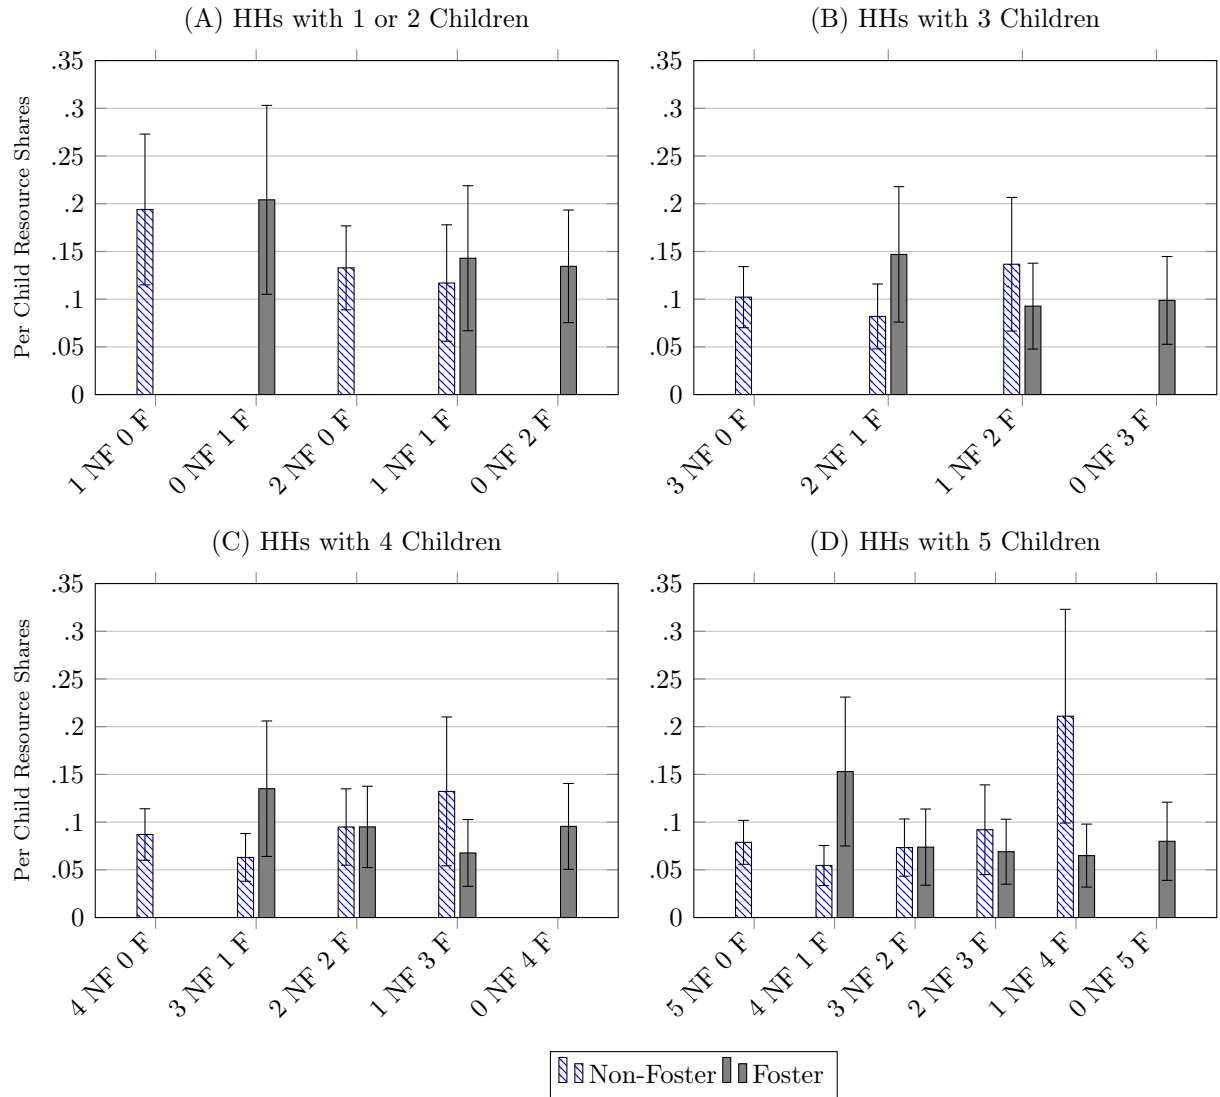 (A) HHs with 1 or 2 Children
Per Child Resource Shares
.35
.3
.25
.2
.15
.1
.05
0
1 NF 0 F
0 NF 1 F
2 NF 0 F
1 NF 1 F
0 NF 2 F
(B) HHs with 3 Children
.35
.3
.25
.2
.15
.1
.05
0
3 NF 0 F
2 NF 1 F
1 NF 2 F
0 NF 3 F
(C) HHs with 4 Children
Per Child Resource Shares
.35
.3
.25
.2
.15
.1
.05
0
4 NF 0 F
3 NF 1 F
2 NF 2 F
1 NF 3 F
0 NF 4 F
(D) HHs with 5 Children
.35
.3
.25
.2
.15
.1
.05
0
5 NF 0 F
4 NF 1 F
3 NF 2 F
2 NF 3 F
1 NF 4 F
0 NF 5 F
Non-Foster Foster